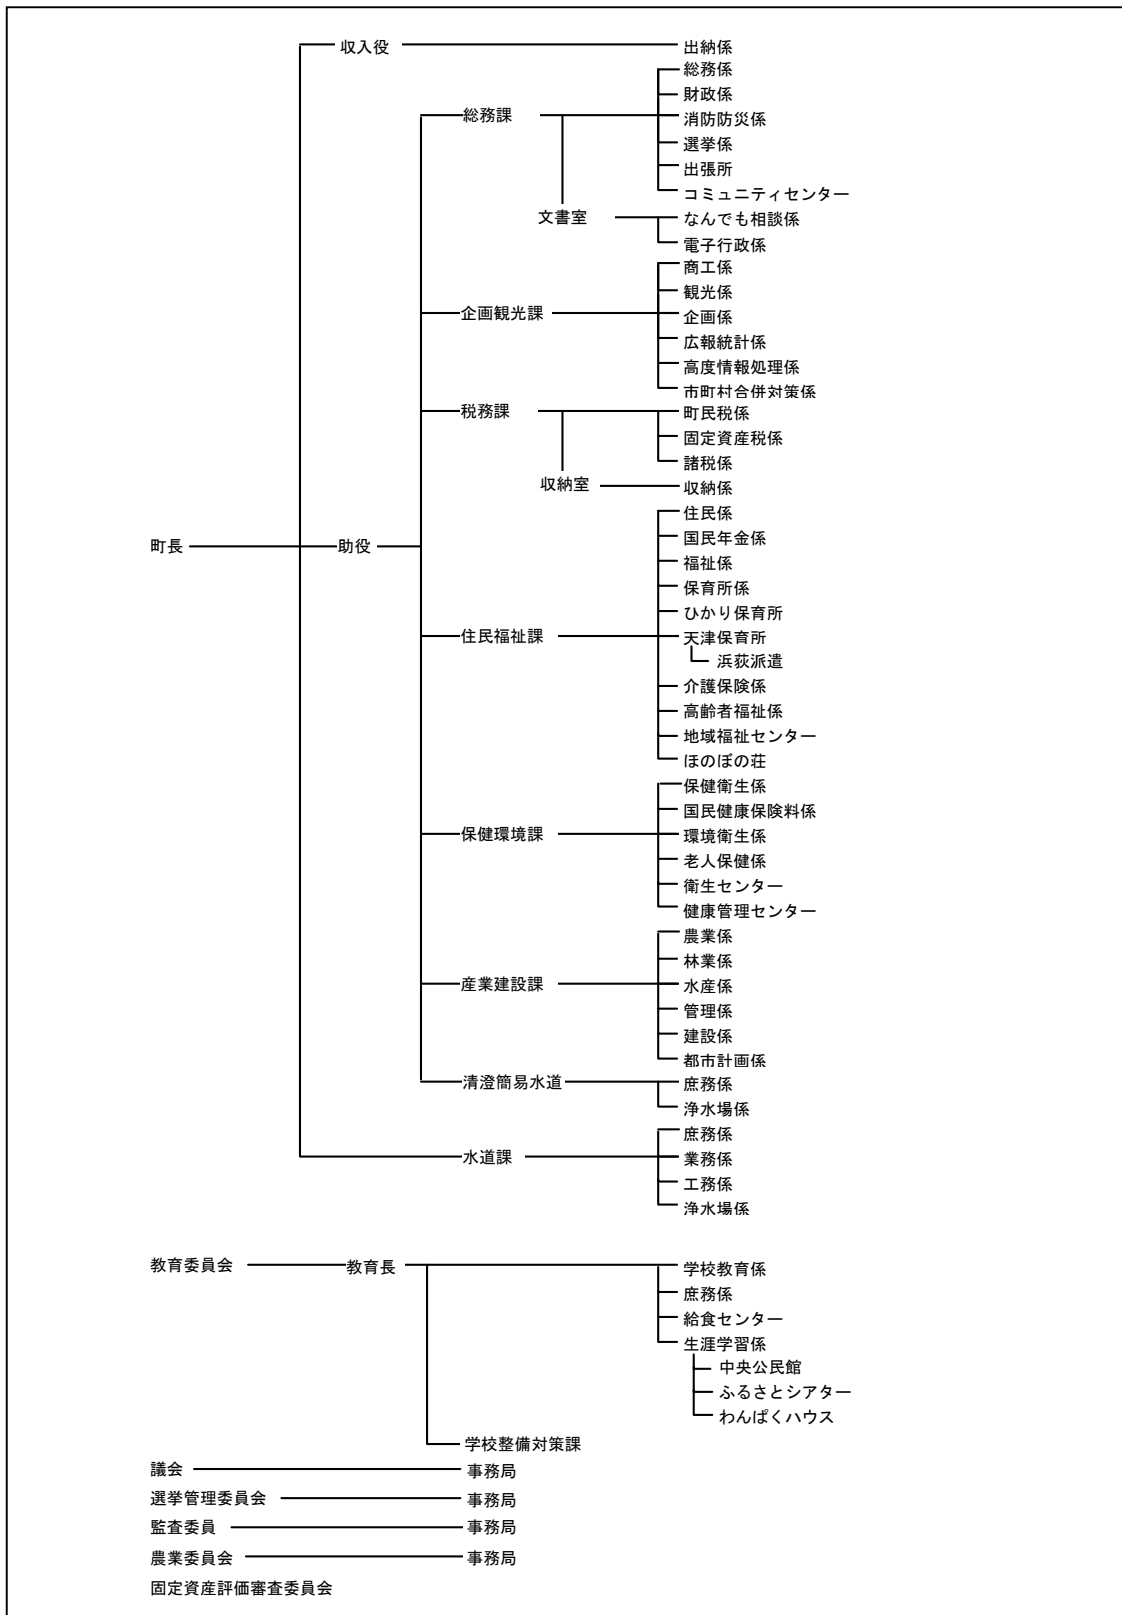 収入役 出納係
総務係
財政係
総務課 消防防災係
選挙係
出張所
コミュニティセンター
文書室 なんでも相談係
電子行政係
商工係
観光係
企画観光課 企画係
広報統計係
高度情報処理係
市町村合併対策係
税務課 町民税係
固定資産税係
諸税係
収納室 収納係
住民係
国民年金係
町長 助役
福祉係
保育所係
ひかり保育所
住民福祉課 天津保育所
浜荻派遣
介護保険係
高齢者福祉係
地域福祉センター
ほのぼの荘
保健衛生係
国民健康保険料係
保健環境課 環境衛生係
老人保健係
衛生センター
健康管理センター
農業係
林業係
産業建設課 水産係
管理係
建設係
都市計画係
清澄簡易水道 庶務係
浄水場係
庶務係
水道課 業務係
工務係
浄水場係
教育委員会 教育長 学校教育係
庶務係
給食センター
生涯学習係
中央公民館
ふるさとシアター
わんぱくハウス
学校整備対策課
議会 事務局
選挙管理委員会 事務局
監査委員 事務局
農業委員会 事務局
固定資産評価審査委員会